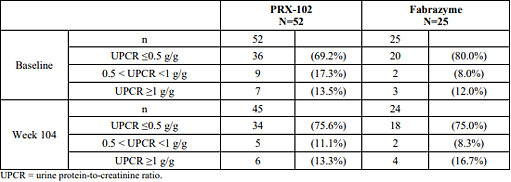 PRX-102 Fabrazyme
N=52 N=25
n 52 25
Baseline UPCR ≤0.5 g/g 36 (69.2%) 20 (80.0%)
0.5 < UPCR <1 g/g 9 (17.3%) 2 (8.0%)
UPCR ≥1 g/g 7 (13.5%) 3 (12.0%)
n 45 24
Week 104 UPCR ≤0.5 g/g 34 (75.6%) 18 (75.0%)
0.5 < UPCR <1 g/g 5 (11.1%) 2 (8.3%)
UPCR ≥1 g/g 6 (13.3%) 4 (16.7%)
UPCR = urine protein-to-creatinine ratio.